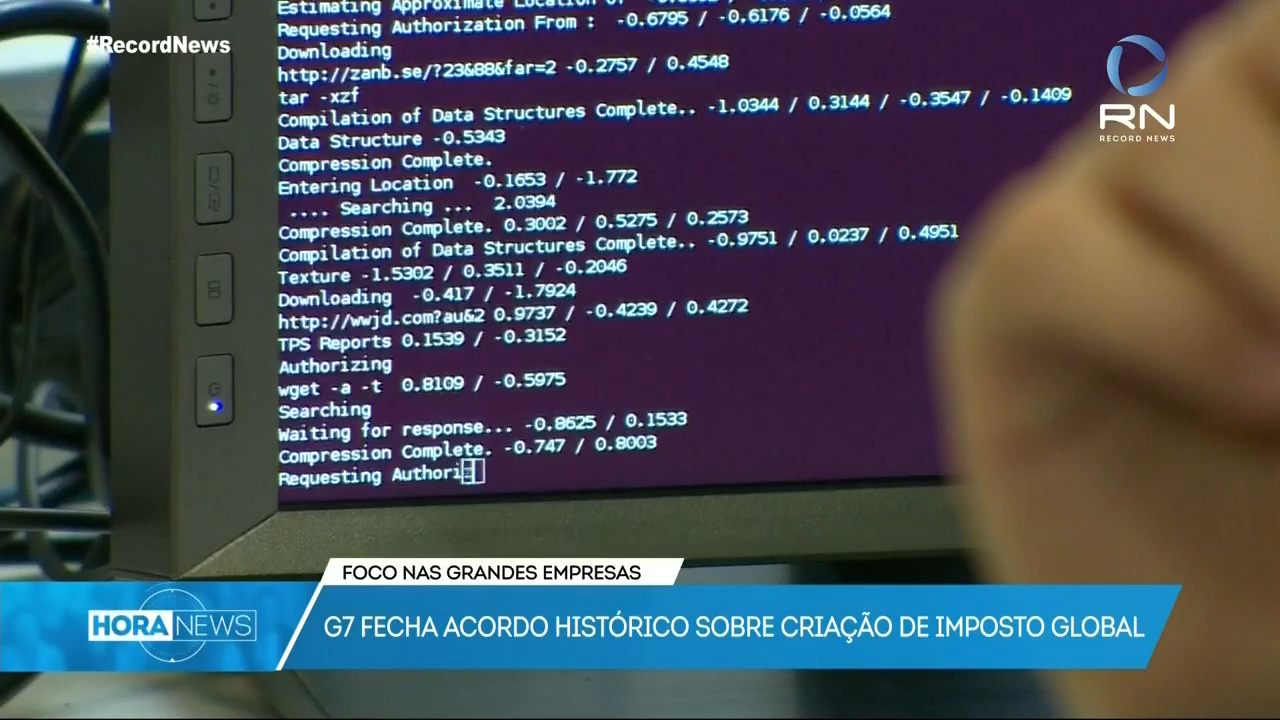 Estimating Approximate Location of
Requesting Authorization From : -0.6795 / -0.6176 / -0.0564
#RecordNews
Downloading
http://zanb.se/?23&88&far=2 -0.2757 / 0.4548
tar -xzf
Compilation of Data Structures Complete.. -1.0344 / 0.3144 / -0.3547 / -0.1409
RN
RECORD NEWS
Data Structure -0.5343
Compression Complete.
Entering Location -0.1653 / -1.772
.... Searching ... 2.0394
Compression Complete. 0.3002 / 0.5275 / 0.2573
Compilation of Data Structures Complete.. -0.9751 / 0.0237 / 0.4951
Texture -1.5302 / 0.3511 / -0.2046
Downloading -0.417 / -1.7924
http://wwjd.com?au&2 0.9737 / -0.4239 / 0.4272
TPS Reports 0.1539 / -0.3152
Authorizing
wget -a -t 0.8109 / -0.5975
Searching
Waiting for response... -0.8625 / 0.1533
Compression Complete. -0.747 / 0.8003
Requesting Authori
FOCO NAS GRANDES EMPRESAS
HORA NEWS
G7 FECHA ACORDO HISTÓRICO SOBRE CRIAÇÃO DE IMPOSTO GLOBAL